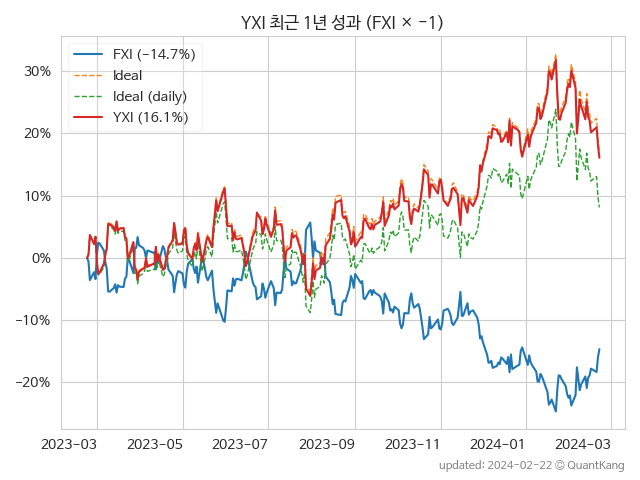 YXI 최근 1년 성과 (FXI × -1)
FXI (-14.7%)
Ideal
Ideal (daily)
YXI (16.1%)
30%
20%
10%
0%
-10%
-20%
2023-03 2023-05 2023-07 2023-09 2023-11 2024-01 2024-03
updated: 2024-02-22 © QuantKang